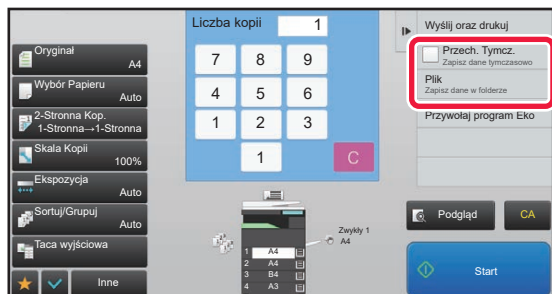 Liczba kopii
1
Oryginał
A4
Wybór Papieru
Auto
2-Stronna Kop.
1-Stronna→1-Stronna
Skala Kopii
100%
Ekspozycja
Auto
Sortuj/Grupuj
Auto
Taca wyjściowa
Inne
7 8 9
4 5 6
1 2 3
1 C
Zwykły 1
A4
1 A4
2 A4
3 B4
4 A3
Wyślij oraz drukuj
Przech. Tymcz.
Zapisz dane tymczasowo
Plik
Zapisz dane w folderze
Przywołaj program Eko
Podgląd
CA
Start